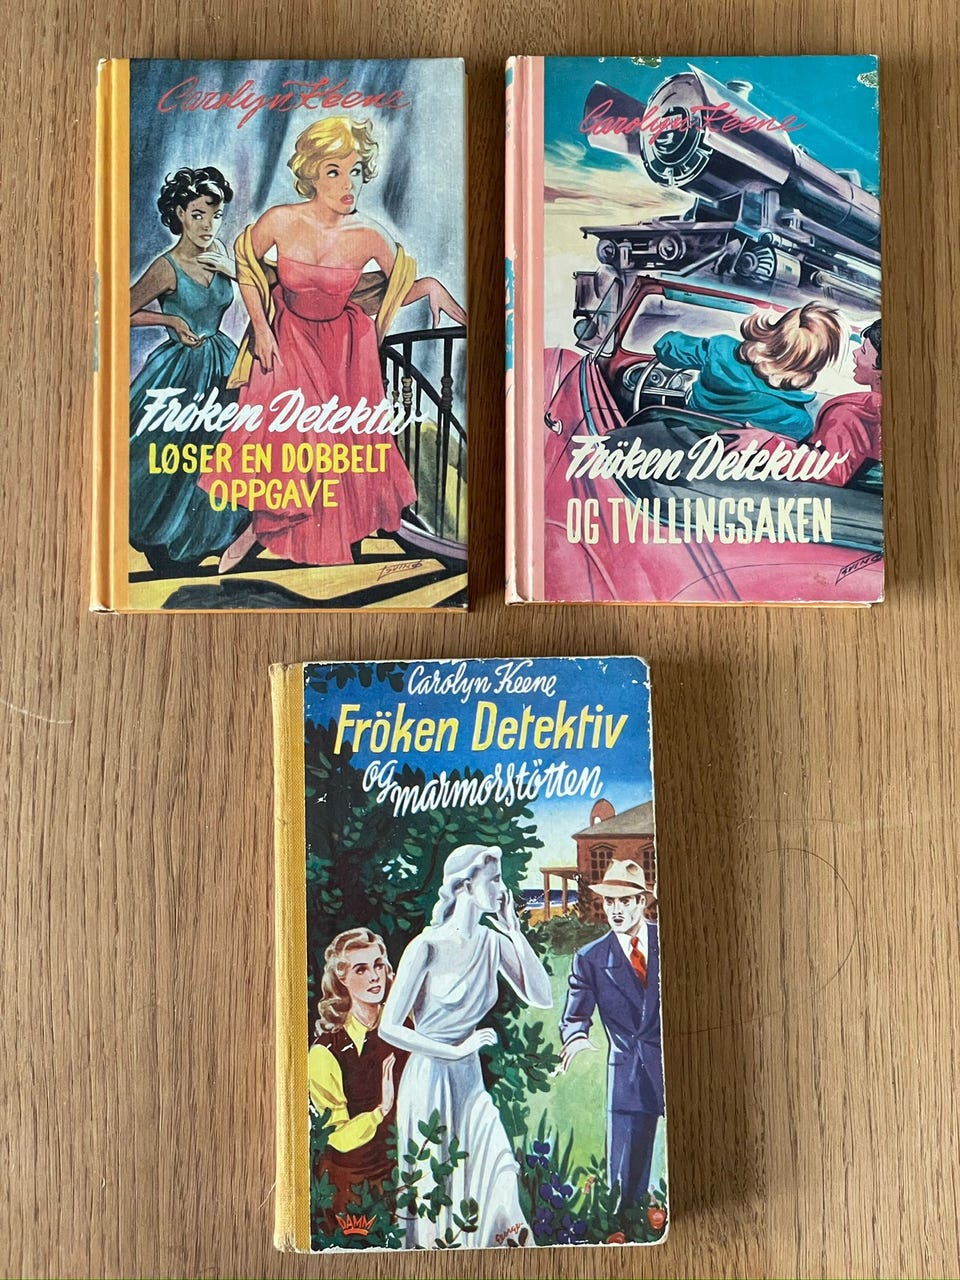 Carolyn Keene
Fröken Detektiv
LØSER EN DOBBELT
OPPGAVE
Carolyn Keene
Fröken Detektiv
OG TVILLINGSAKEN
Carolyn Keene
Fröken Detektiv
og marmorstötten
DAMM